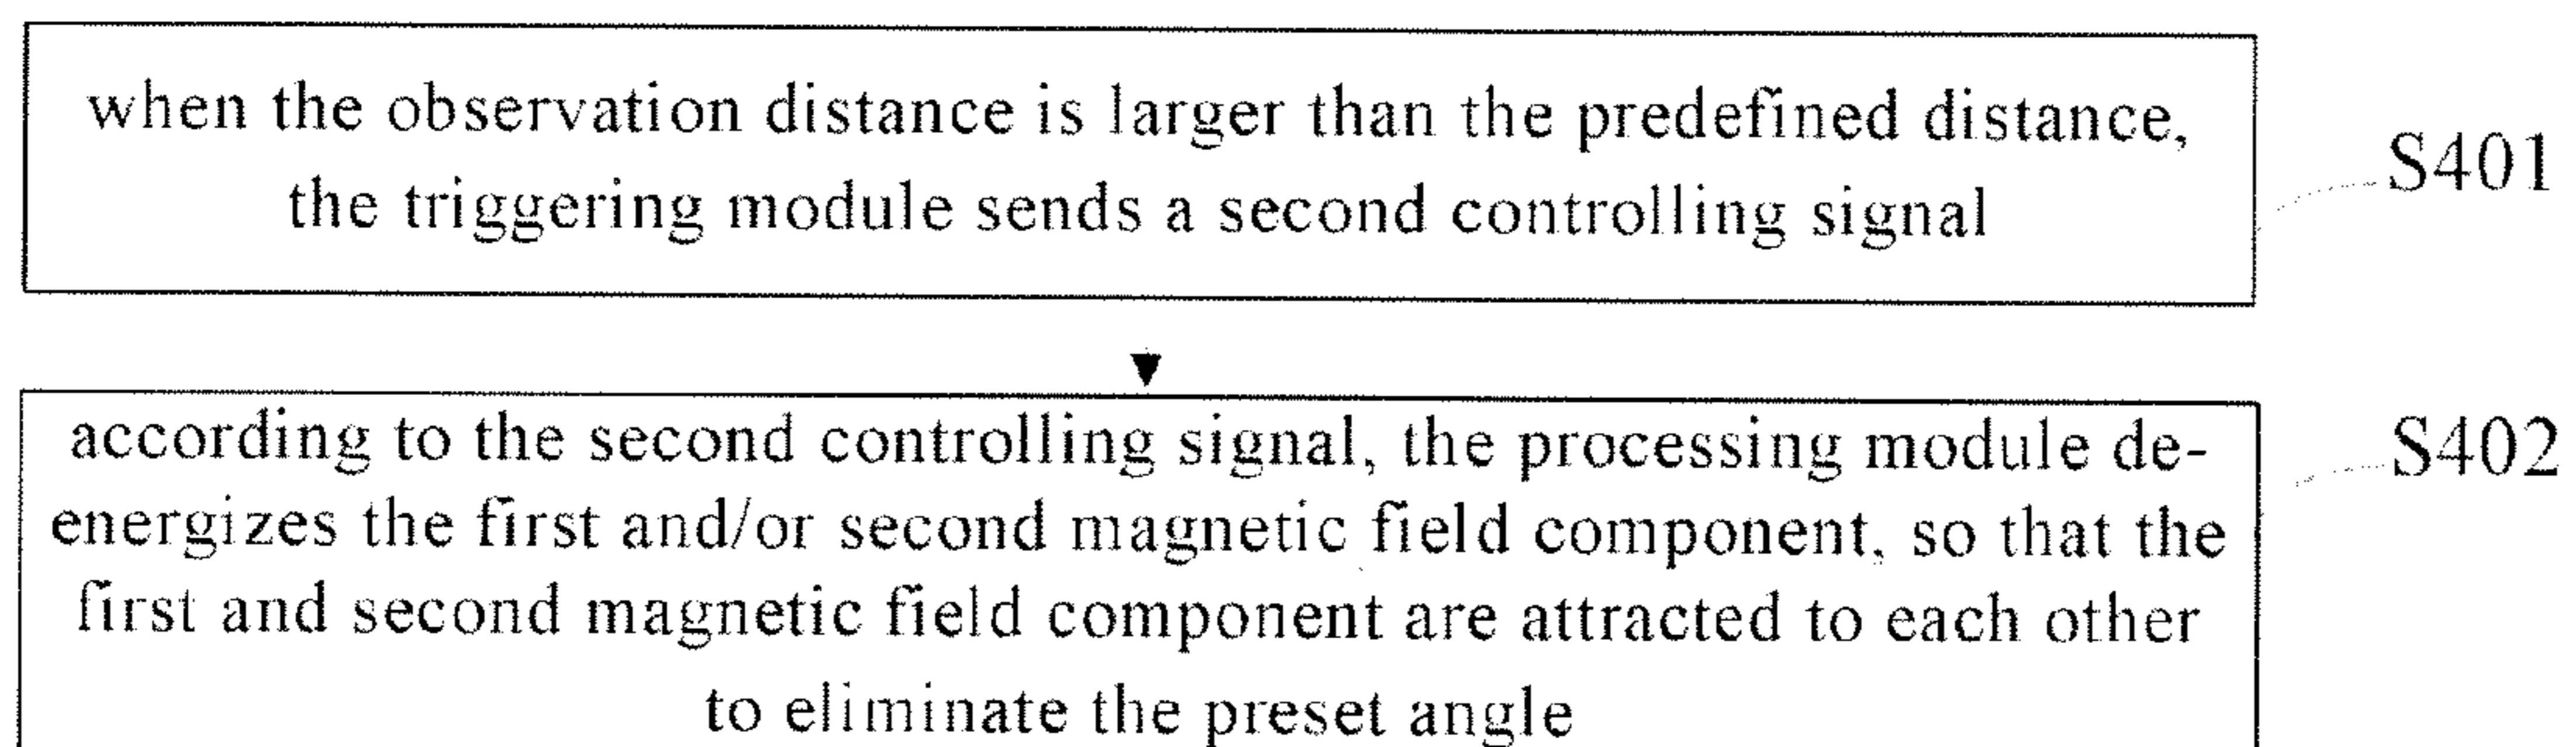 when the observation distance is larger than the predefined distance,
the triggering module sends a second controlling signal
S401
according to the second controlling signal, the processing module de-
energizes the first and/or second magnetic field component, so that the
first and second magnetic field component are attracted to each other
to eliminate the preset angle
S402